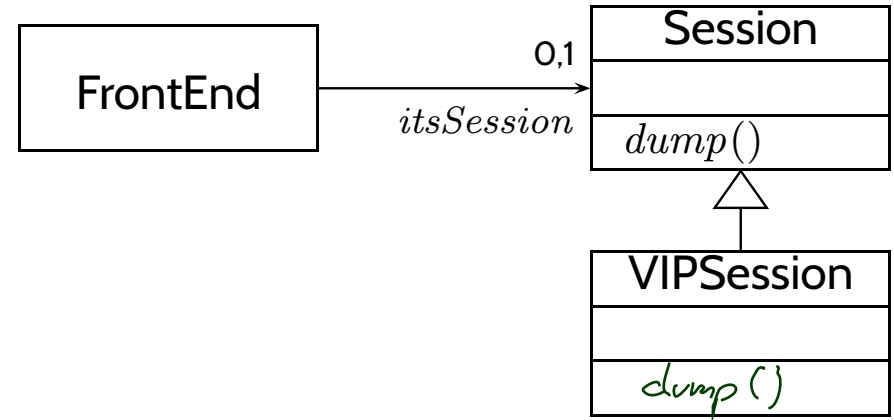 Session
0,1
FrontEnd
itsSession
dump()
VIPSession
dump()